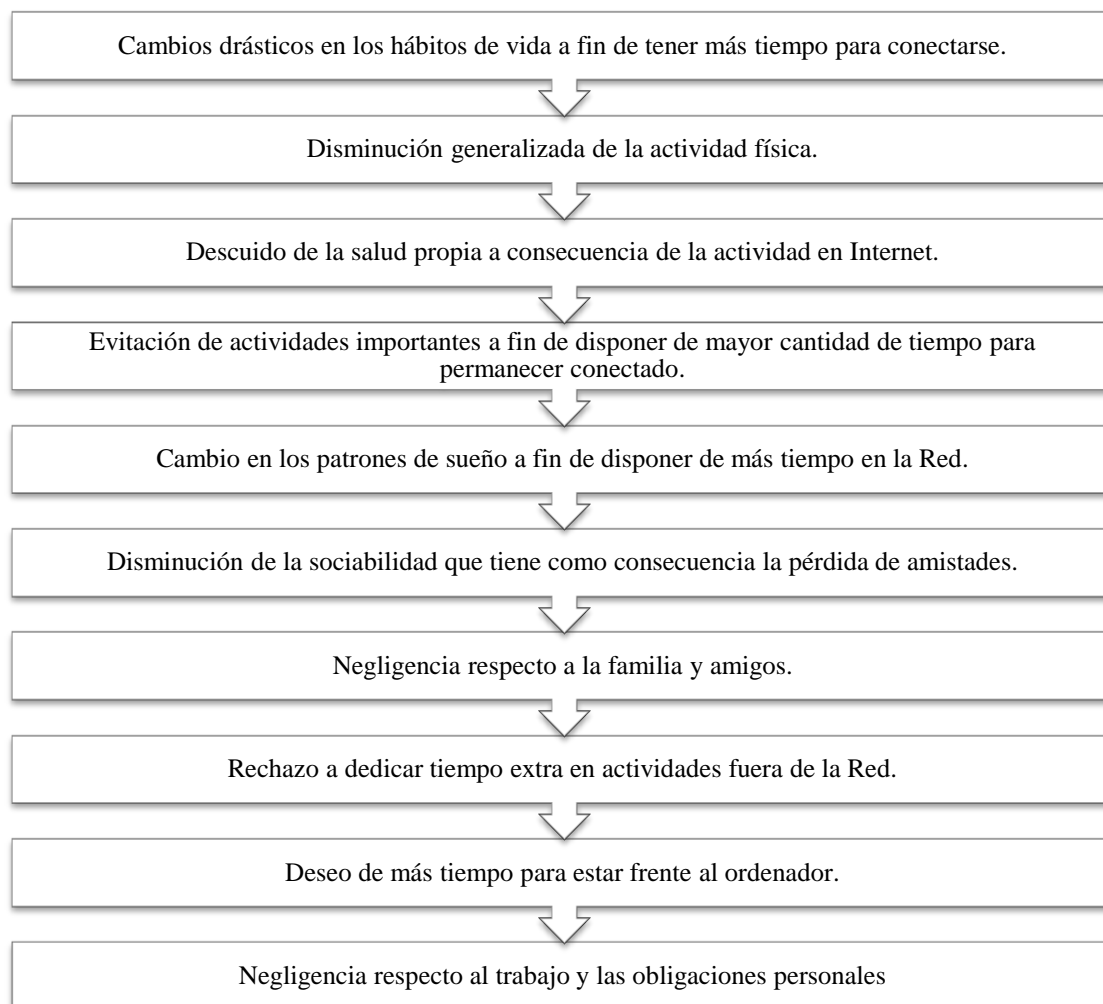 Cambios drásticos en los hábitos de vida a fin de tener más tiempo para conectarse.
Disminución generalizada de la actividad física.
Descuido de la salud propia a consecuencia de la actividad en Internet.
Evitación de actividades importantes a fin de disponer de mayor cantidad de tiempo para
permanecer conectado.
Cambio en los patrones de sueño a fin de disponer de más tiempo en la Red.
Disminución de la sociabilidad que tiene como consecuencia la pérdida de amistades.
Negligencia respecto a la familia y amigos.
Rechazo a dedicar tiempo extra en actividades fuera de la Red.
Deseo de más tiempo para estar frente al ordenador.
Negligencia respecto al trabajo y las obligaciones personales